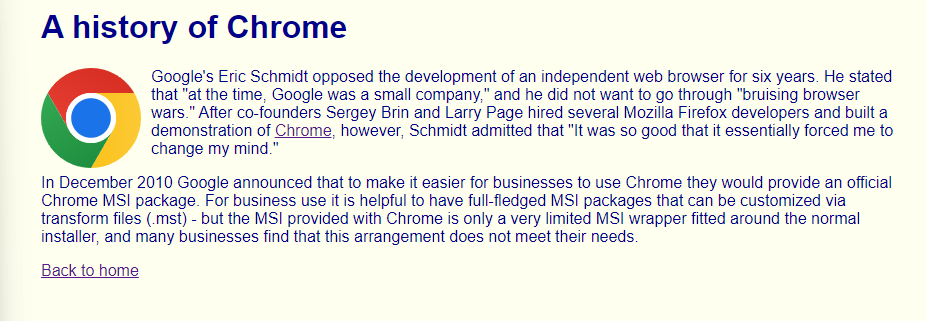 A history of Chrome
Google's Eric Schmidt opposed the development of an independent web browser for six years. He stated
that "at the time, Google was a small company," and he did not want to go through "bruising browser
wars." After co-founders Sergey Brin and Larry Page hired several Mozilla Firefox developers and built a
demonstration of Chrome, however, Schmidt admitted that "It was so good that it essentially forced me to
change my mind."
In December 2010 Google announced that to make it easier for businesses to use Chrome they would provide an official
Chrome MSI package. For business use it is helpful to have full-fledged MSI packages that can be customized via
transform files (.mst) - but the MSI provided with Chrome is only a very limited MSI wrapper fitted around the normal
installer, and many businesses find that this arrangement does not meet their needs.
Back to home